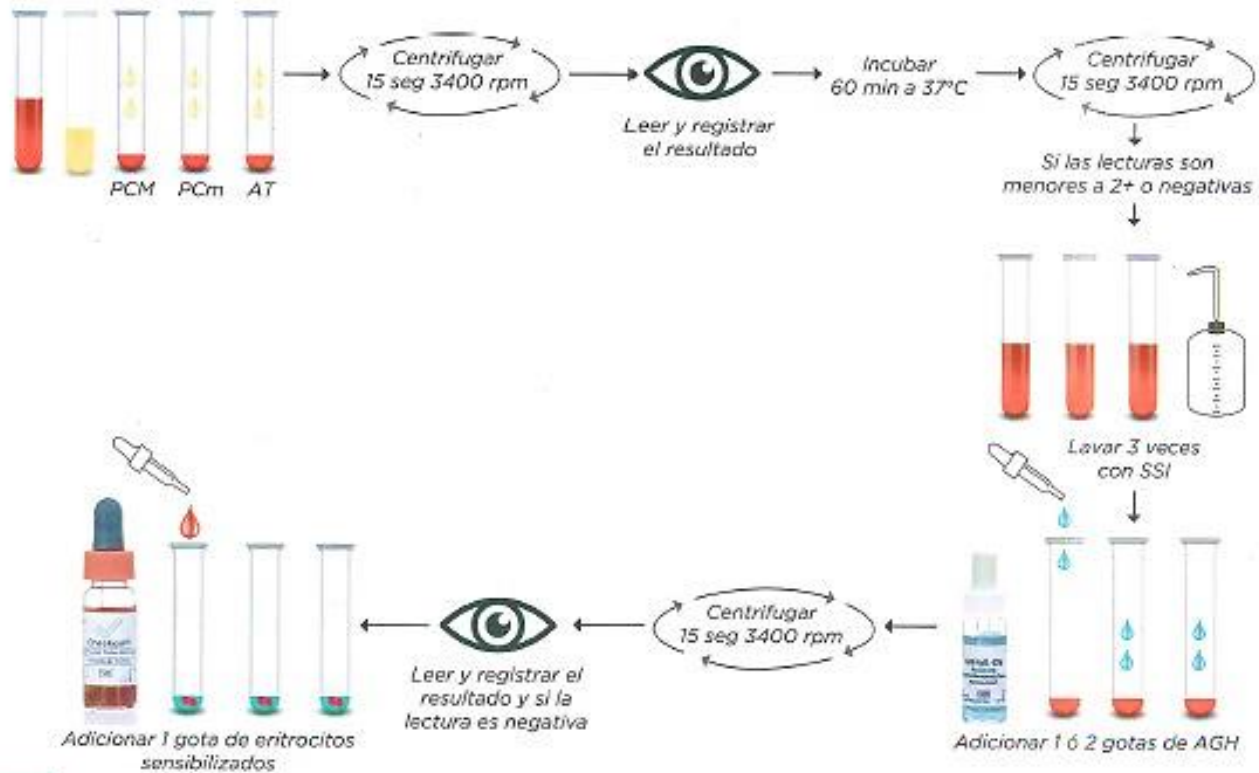 Centrifugar
15 seg 3400 rpm
Leer y registrar
el resultado
Incubar
60 min a 37°C
Centrifugar
15 seg 3400 rpm
PCM PCm AT
Si las lecturas son
menores a 2+ o negativas
Lavar 3 veces
con SSI
Adicionar 1 ó 2 gotas de AGH
Centrifugar
15 seg 3400 rpm
Leer y registrar el
resultado y si la
lectura es negativa
Adicionar 1 gota de eritrocitos
sensibilizados